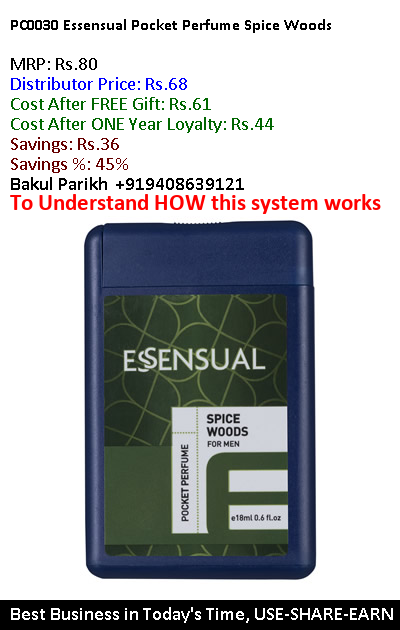 PC0030 Essensual Pocket Perfume Spice Woods
MRP: Rs.80
Distributor Price: Rs.68
Cost After FREE Gift: Rs.61
Cost After ONE Year Loyalty: Rs.44
Savings: Rs.36
Savings %: 45%
Bakul Parikh +919408639121
To Understand HOW this system works
ESSENSUAL
SPICE
WOODS
FOR MEN
POCKET PERFUME
e18ml 0.6 fl.oz
Best Business in Today's Time, USE-SHARE-EARN